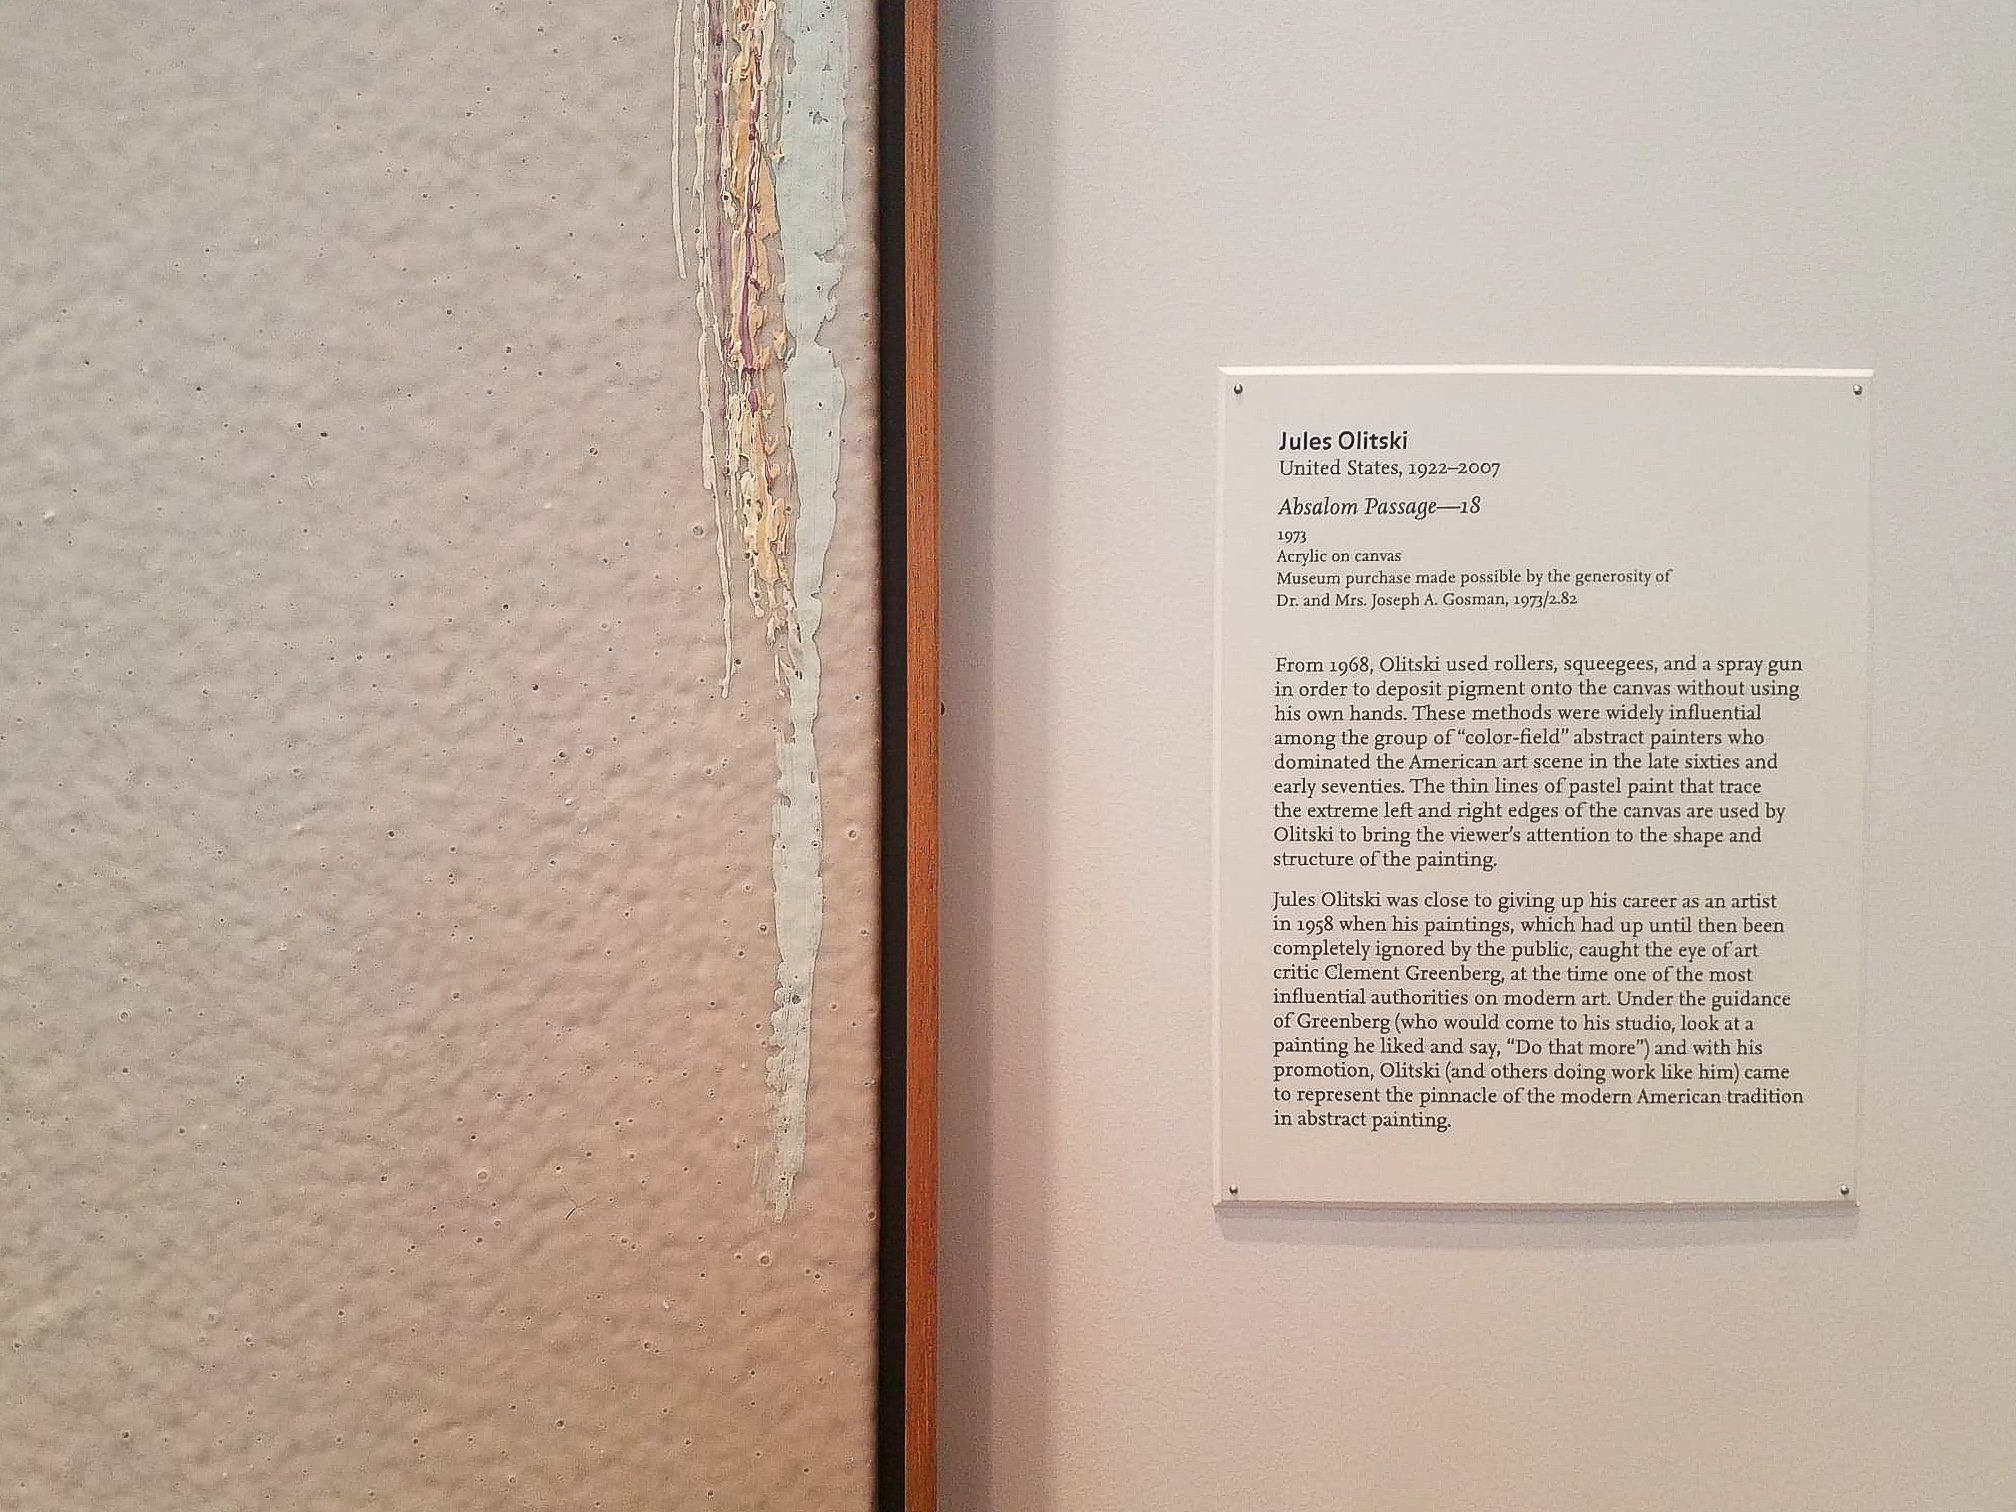 Jules Olitski
United States, 1922–2007
Absalom Passage—18
1973
Acrylic on canvas
Museum purchase made possible by the generosity of
Dr. and Mrs. Joseph A. Gosman, 1973/2.82
From 1968, Olitski used rollers, squeegees, and a spray gun
in order to deposit pigment onto the canvas without using
his own hands. These methods were widely influential
among the group of “color-field” abstract painters who
dominated the American art scene in the late sixties and
early seventies. The thin lines of pastel paint that trace
the extreme left and right edges of the canvas are used by
Olitski to bring the viewer’s attention to the shape and
structure of the painting.
Jules Olitski was close to giving up his career as an artist
in 1958 when his paintings, which had up until then been
completely ignored by the public, caught the eye of art
critic Clement Greenberg, at the time one of the most
influential authorities on modern art. Under the guidance
of Greenberg (who would come to his studio, look at a
painting he liked and say, “Do that more”) and with his
promotion, Olitski (and others doing work like him) came
to represent the pinnacle of the modern American tradition
in abstract painting.